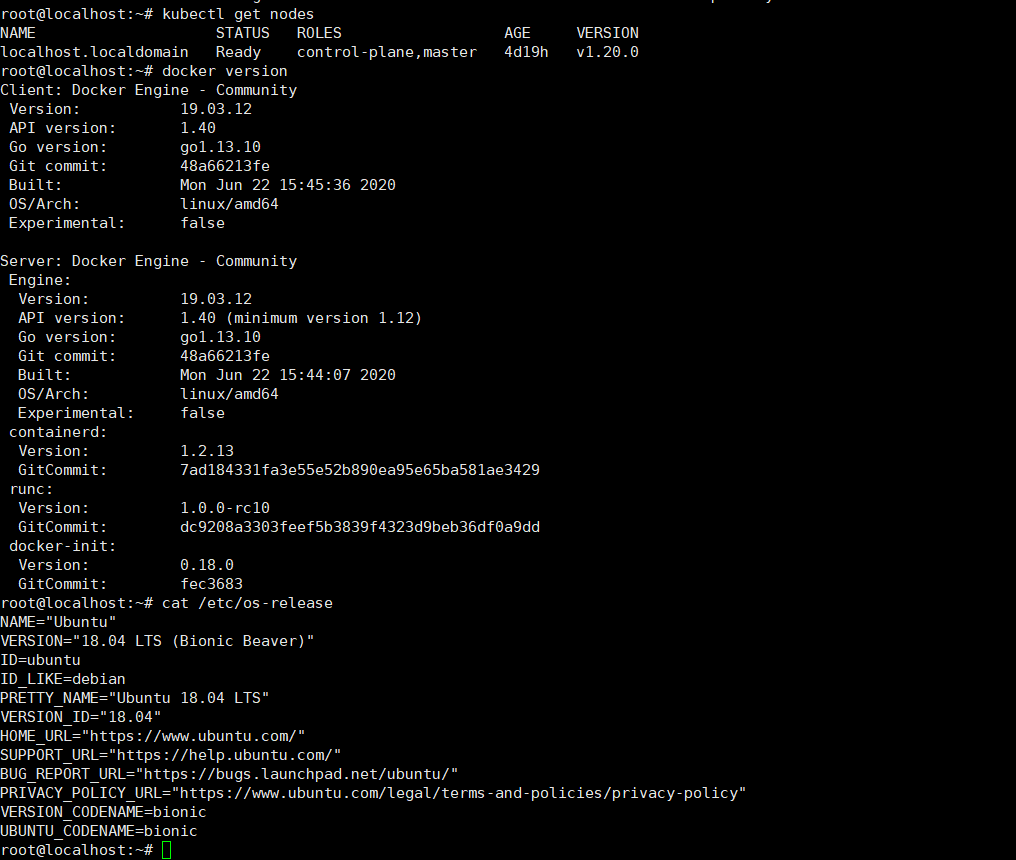 root@localhost:~# kubectl get nodes
NAME                    STATUS   ROLES                  AGE     VERSION
localhost.localdomain   Ready    control-plane,master   4d19h   v1.20.0
root@localhost:~# docker version
Client: Docker Engine - Community
 Version:           19.03.12
 API version:       1.40
 Go version:        go1.13.10
 Git commit:        48a66213fe
 Built:             Mon Jun 22 15:45:36 2020
 OS/Arch:           linux/amd64
 Experimental:      false

Server: Docker Engine - Community
 Engine:
  Version:          19.03.12
  API version:      1.40 (minimum version 1.12)
  Go version:       go1.13.10
  Git commit:       48a66213fe
  Built:            Mon Jun 22 15:44:07 2020
  OS/Arch:          linux/amd64
  Experimental:     false
 containerd:
  Version:          1.2.13
  GitCommit:        7ad184331fa3e55e52b890ea95e65ba581ae3429
 runc:
  Version:          1.0.0-rc10
  GitCommit:        dc9208a3303feef5b3839f4323d9beb36df0a9dd
 docker-init:
  Version:          0.18.0
  GitCommit:        fec3683
root@localhost:~# cat /etc/os-release
NAME="Ubuntu"
VERSION="18.04 LTS (Bionic Beaver)"
ID=ubuntu
ID_LIKE=debian
PRETTY_NAME="Ubuntu 18.04 LTS"
VERSION_ID="18.04"
HOME_URL="https://www.ubuntu.com/"
SUPPORT_URL="https://help.ubuntu.com/"
BUG_REPORT_URL="https://bugs.launchpad.net/ubuntu/"
PRIVACY_POLICY_URL="https://www.ubuntu.com/legal/terms-and-policies/privacy-policy"
VERSION_CODENAME=bionic
UBUNTU_CODENAME=bionic
root@localhost:~#